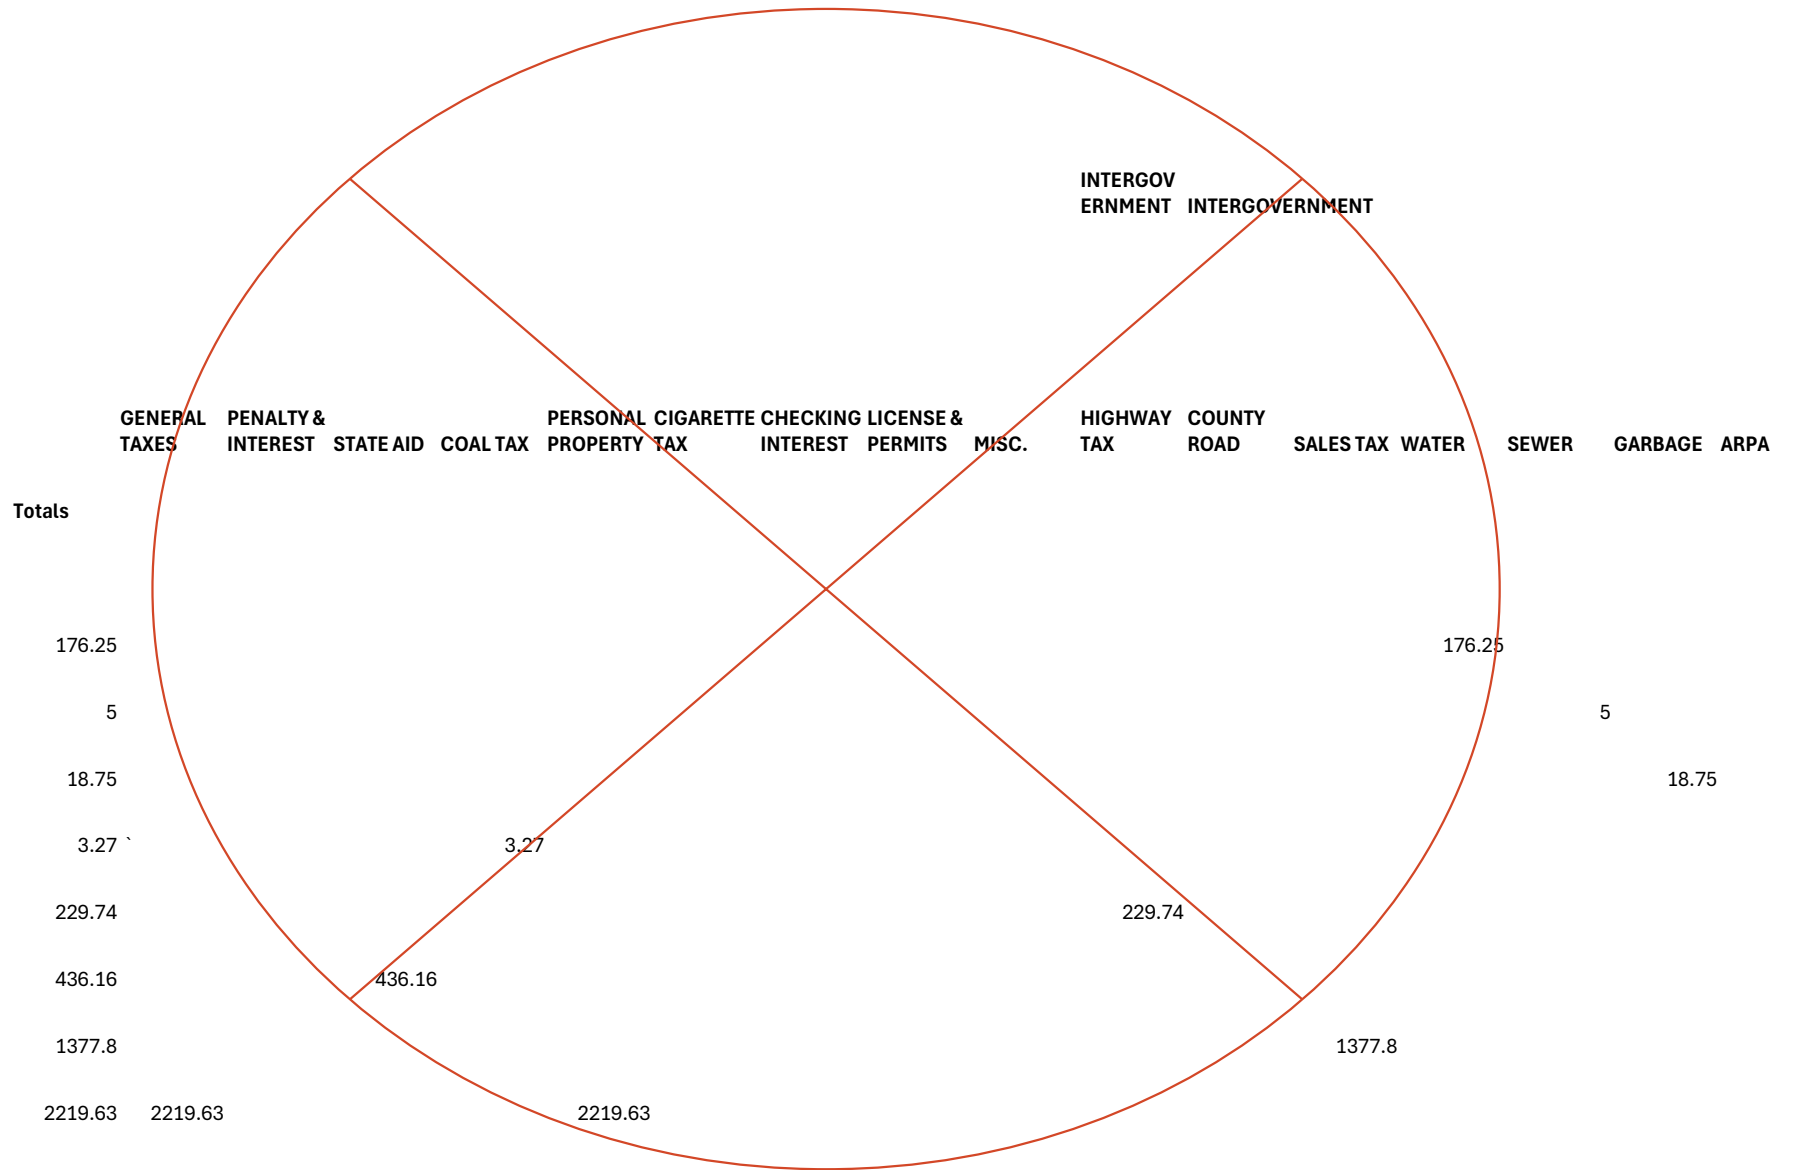 INTERGOV
ERNMENT INTERGOVERNMENT
GENERAL PENALTY & PERSONAL CIGARETTE CHECKING LICENSE & HIGHWAY COUNTY
TAXES INTEREST STATE AID COAL TAX PROPERTY TAX INTEREST PERMITS MISC. TAX ROAD SALES TAX WATER SEWER GARBAGE ARPA
Totals
176.25 176.25
5 5
18.75 18.75
3.27 ` 3.27
229.74 229.74
436.16 436.16
1377.8 1377.8
2219.63 2219.63 2219.63